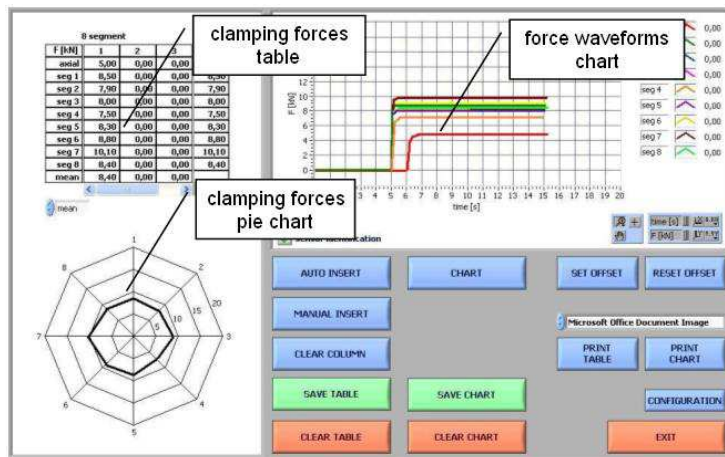 8 segment
F [kN] 1 2 3
axial 5,00 0,00 0,00
seg 1 8,50 0,00 0,00 8,50
seg 2 7,90 0,00 0,00 7,90
seg 3 8,00 0,00 0,00 8,00
seg 4 7,50 0,00 0,00 7,50
seg 5 8,30 0,00 0,00 8,30
seg 6 8,80 0,00 0,00 8,80
seg 7 10,10 0,00 0,00 10,10
seg 8 8,40 0,00 0,00 8,40
mean 8,40 0,00 0,00
mean
clamping forces
table
clamping forces
pie chart
force waveforms
chart
1
2
3
4
5
6
7
8
5
10
15
20
F [kN]
12
10
8
6
4
2
0
0 1 2 3 4 5 6 7 8 9 10 11 12 13 14 15 16 17 18 19 20
time [s]
0,00
0,00
0,00
0,00
seg 4 0,00
seg 5 0,00
seg 6 0,00
seg 7 0,00
seg 8 0,00
time [s]
F [kN]
AUTO INSERT
CHART
SET OFFSET
RESET OFFSET
MANUAL INSERT
Microsoft Office Document Image
CLEAR COLUMN
PRINT
TABLE
PRINT
CHART
SAVE TABLE
SAVE CHART
CONFIGURATION
CLEAR TABLE
CLEAR CHART
EXIT